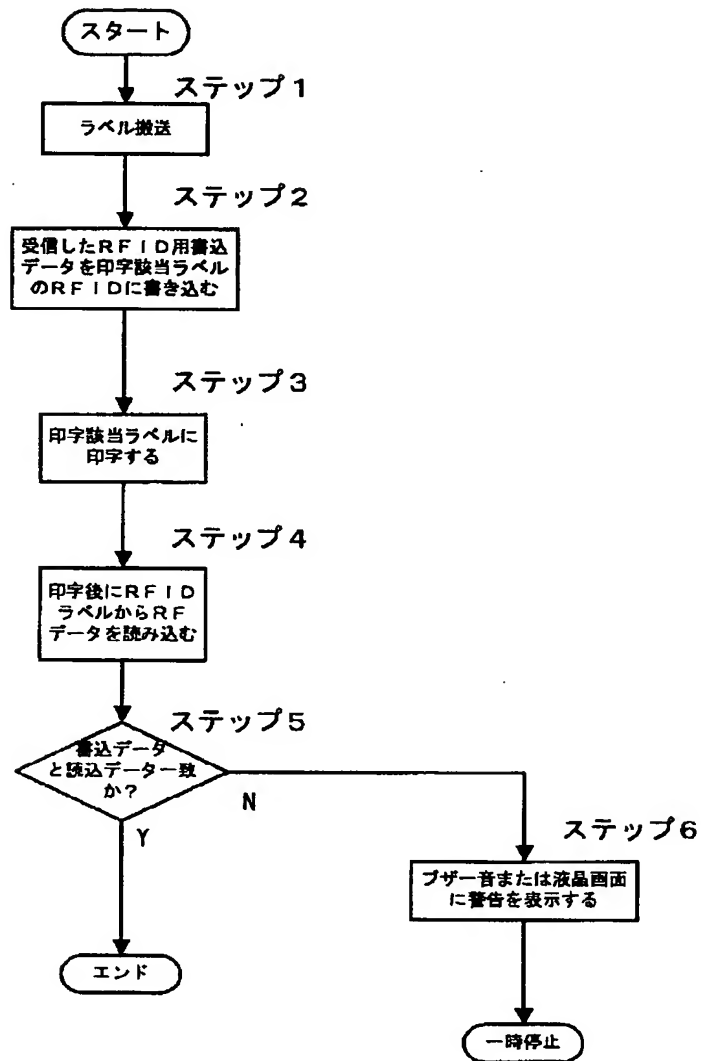 スタート
ステップ1
ラベル搬送
ステップ2
受信したRFID用書込
データを印字該当ラベル
のRFIDに書き込む
ステップ3
印字該当ラベルに
印字する
ステップ4
印字後にRFID
ラベルからRF
データを読み込む
ステップ5
書込データ
と読込データ一致
か?
N
Y
ステップ6
ブザー音または液晶画面
に警告を表示する
エンド
一時停止